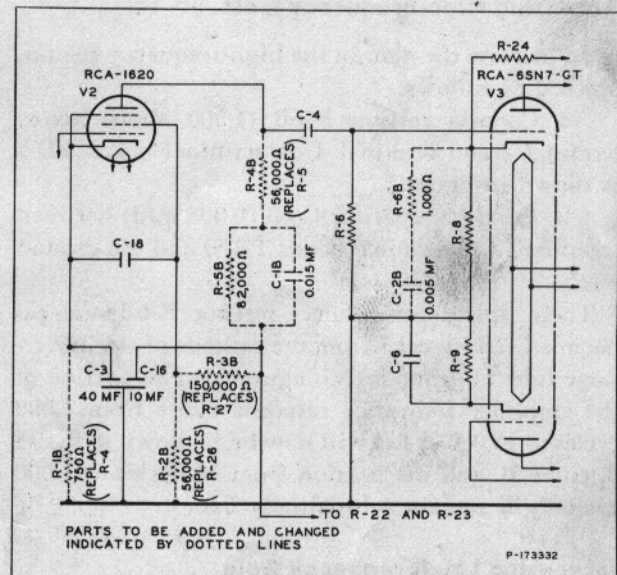 RCA-1620
V2
R-24
RCA-6SN7-GT
V3
C-4
R-4B
56,000Ω
(REPLACES)
R-5
R-6
R-6B
1,000Ω
R-8
C-18
R-5B
82,000Ω
C-1B
0.015 MF
C-2B
0.005 MF
C-3
40 MF
C-16
10 MF
R-3B
150,000Ω
(REPLACES)
R-27
C-6
R-9
R-1B
750Ω
(REPLACES)
R-4
R-2B
56,000Ω
(REPLACES)
R-26
TO R-22 AND R-23
PARTS TO BE ADDED AND CHANGED
INDICATED BY DOTTED LINES
P-173332